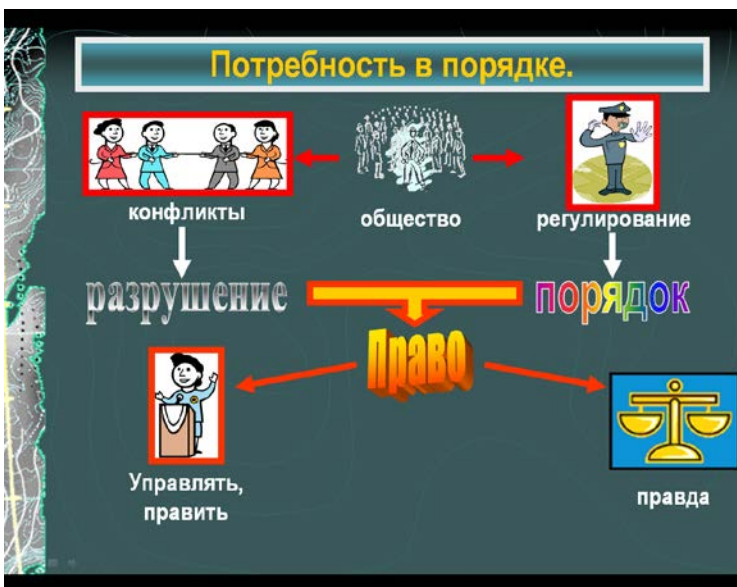 Потребность в порядке.
конфликты
общество
регулирование
разрушение
порядок
Право
Управлять,
править
правда